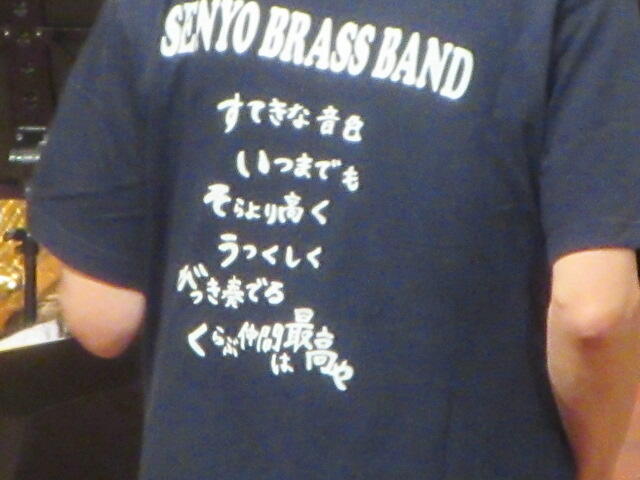 SENYO BRASS BAND
すてきな音色
いつまでも
そらより高く
うつくしく
がっき奏でる
くらぶ仲間は最高や